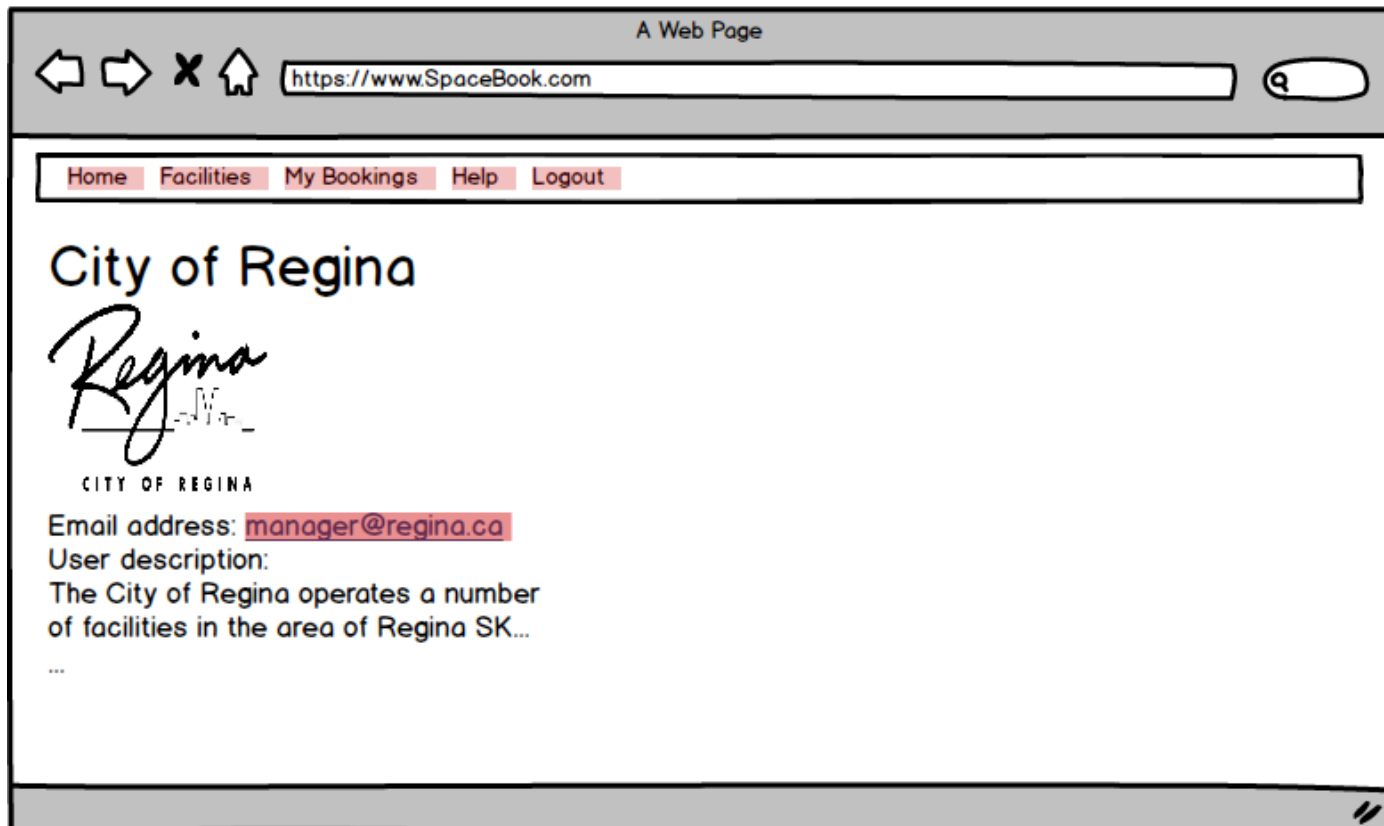 A Web Page
https://www.SpaceBook.com
Home Facilities My Bookings Help Logout
City of Regina
Regina
CITY OF REGINA
Email address: manager@regina.ca
User description:
The City of Regina operates a number
of facilities in the area of Regina SK...
...